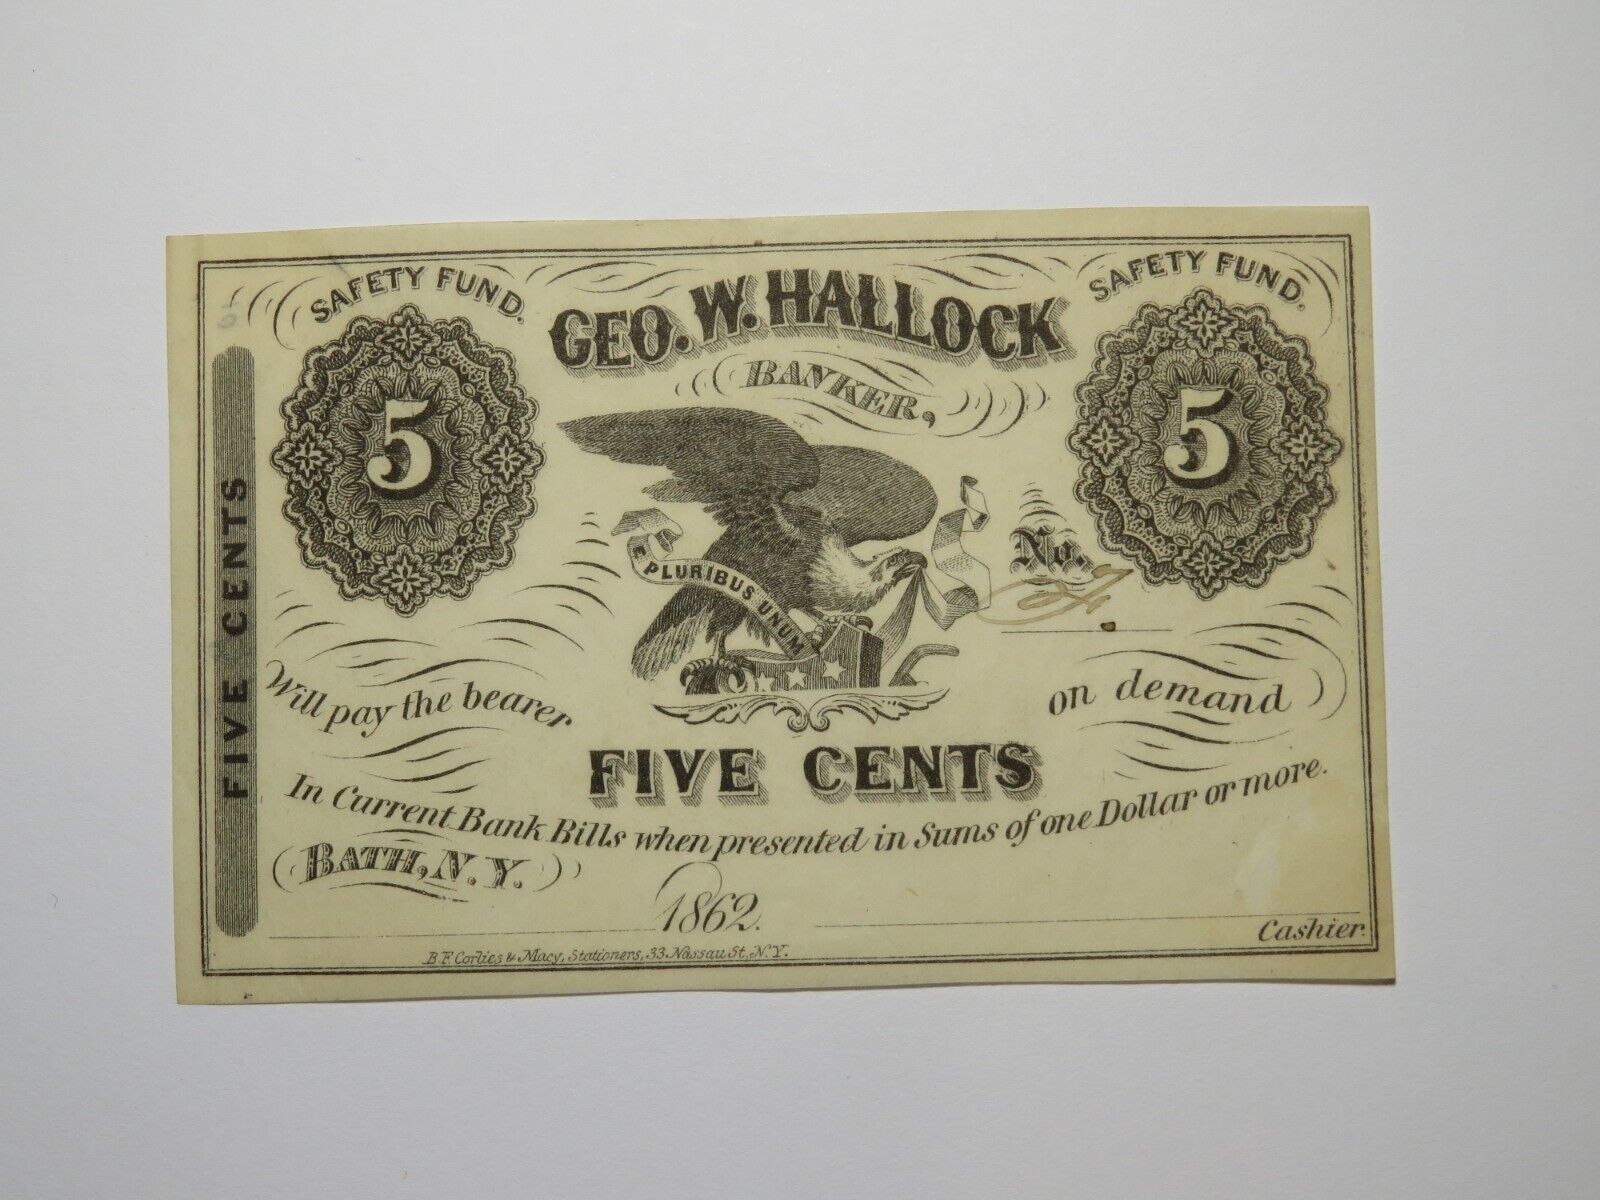 SAFETY FUND.
GEO. W. HALLOCK
SAFETY FUND.
BANKER,
5
5
FIVE CENTS
PLURIBUS UNUM
No.
Will pay the bearer
on demand
FIVE CENTS
In Current Bank Bills when presented in Sums of one Dollar or more.
BATH, N. Y.
1862.
Cashier.
B.F. Corlies & Macy, Stationers, 33 Nassau St. N.Y.